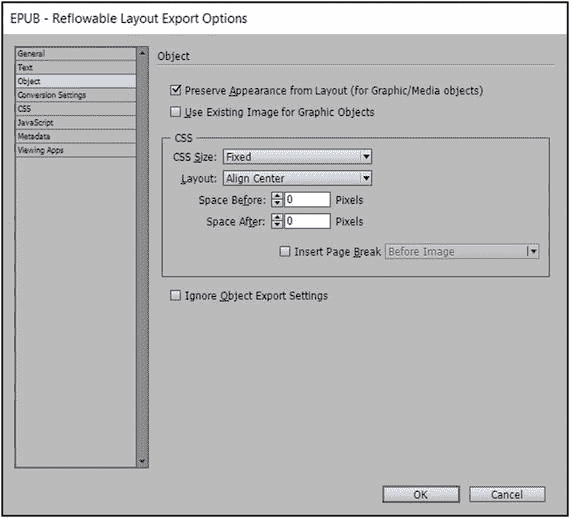 EPUB - Reflowable Layout Export Options
General
Text
Object
Conversion Settings
CSS
JavaScript
Metadata
Viewing Apps
Object
Preserve Appearance from Layout (for Graphic/Media objects)
Use Existing Image for Graphic Objects
CSS
CSS Size: Fixed
Layout: Align Center
Space Before: 0 Pixels
Space After: 0 Pixels
Insert Page Break Before Image
Ignore Object Export Settings
OK Cancel